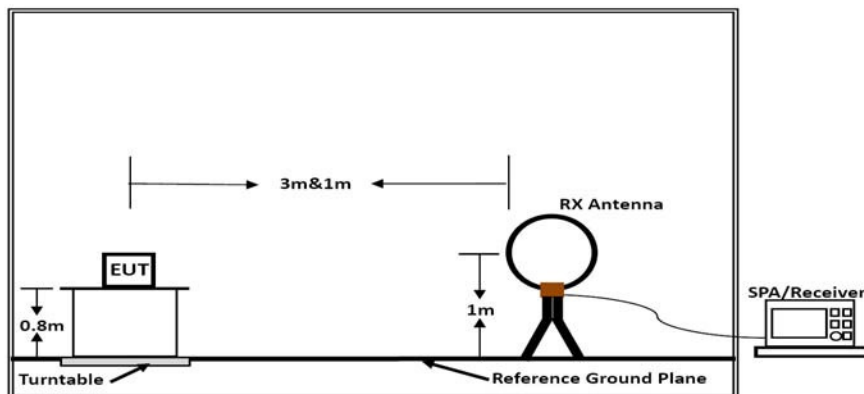 3m&1m
RX Antenna
EUT
SPA/Receiver
0.8m
1m
Turntable
Reference Ground Plane